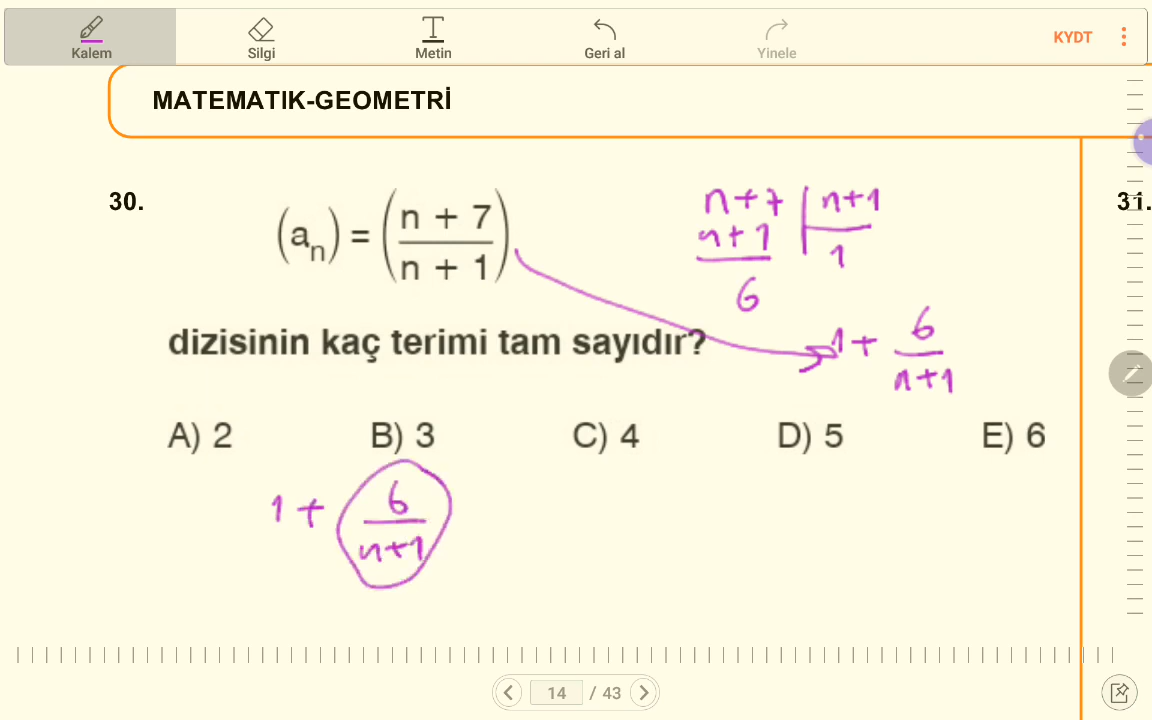 Kalem Silgi Metin Geri al Yinele KYDT
MATEMATIK-GEOMETRİ
30.
(aₙ) = ((n + 7)/(n + 1))
n+7 | n+1
n+1 1
6
31.
dizisinin kaç terimi tam sayıdır?
1 + 6/(n+1)
A) 2 B) 3 C) 4 D) 5 E) 6
1 + 6/(n+1)
14 / 43